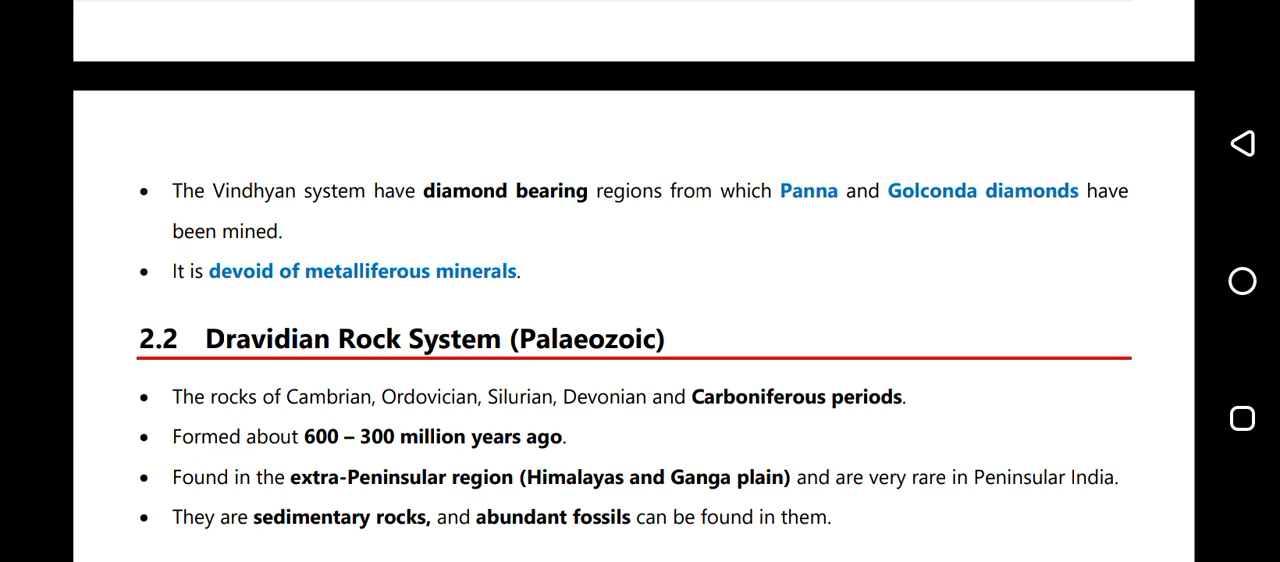 • The Vindhyan system have diamond bearing regions from which Panna and Golconda diamonds have
been mined.
• It is devoid of metalliferous minerals.
2.2 Dravidian Rock System (Palaeozoic)
• The rocks of Cambrian, Ordovician, Silurian, Devonian and Carboniferous periods.
• Formed about 600 – 300 million years ago.
• Found in the extra-Peninsular region (Himalayas and Ganga plain) and are very rare in Peninsular India.
• They are sedimentary rocks, and abundant fossils can be found in them.